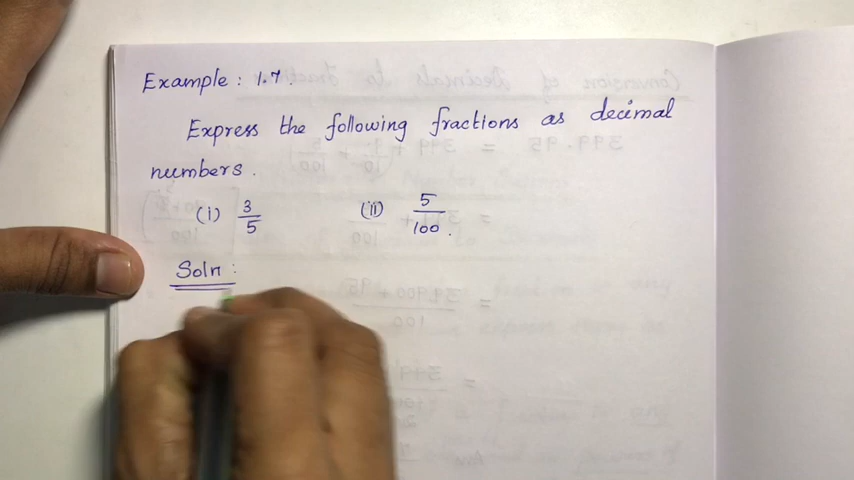 Example : 1.7.
Express the following fractions as decimal
numbers.
(i) 3/5 (ii) 5/100.
Soln :